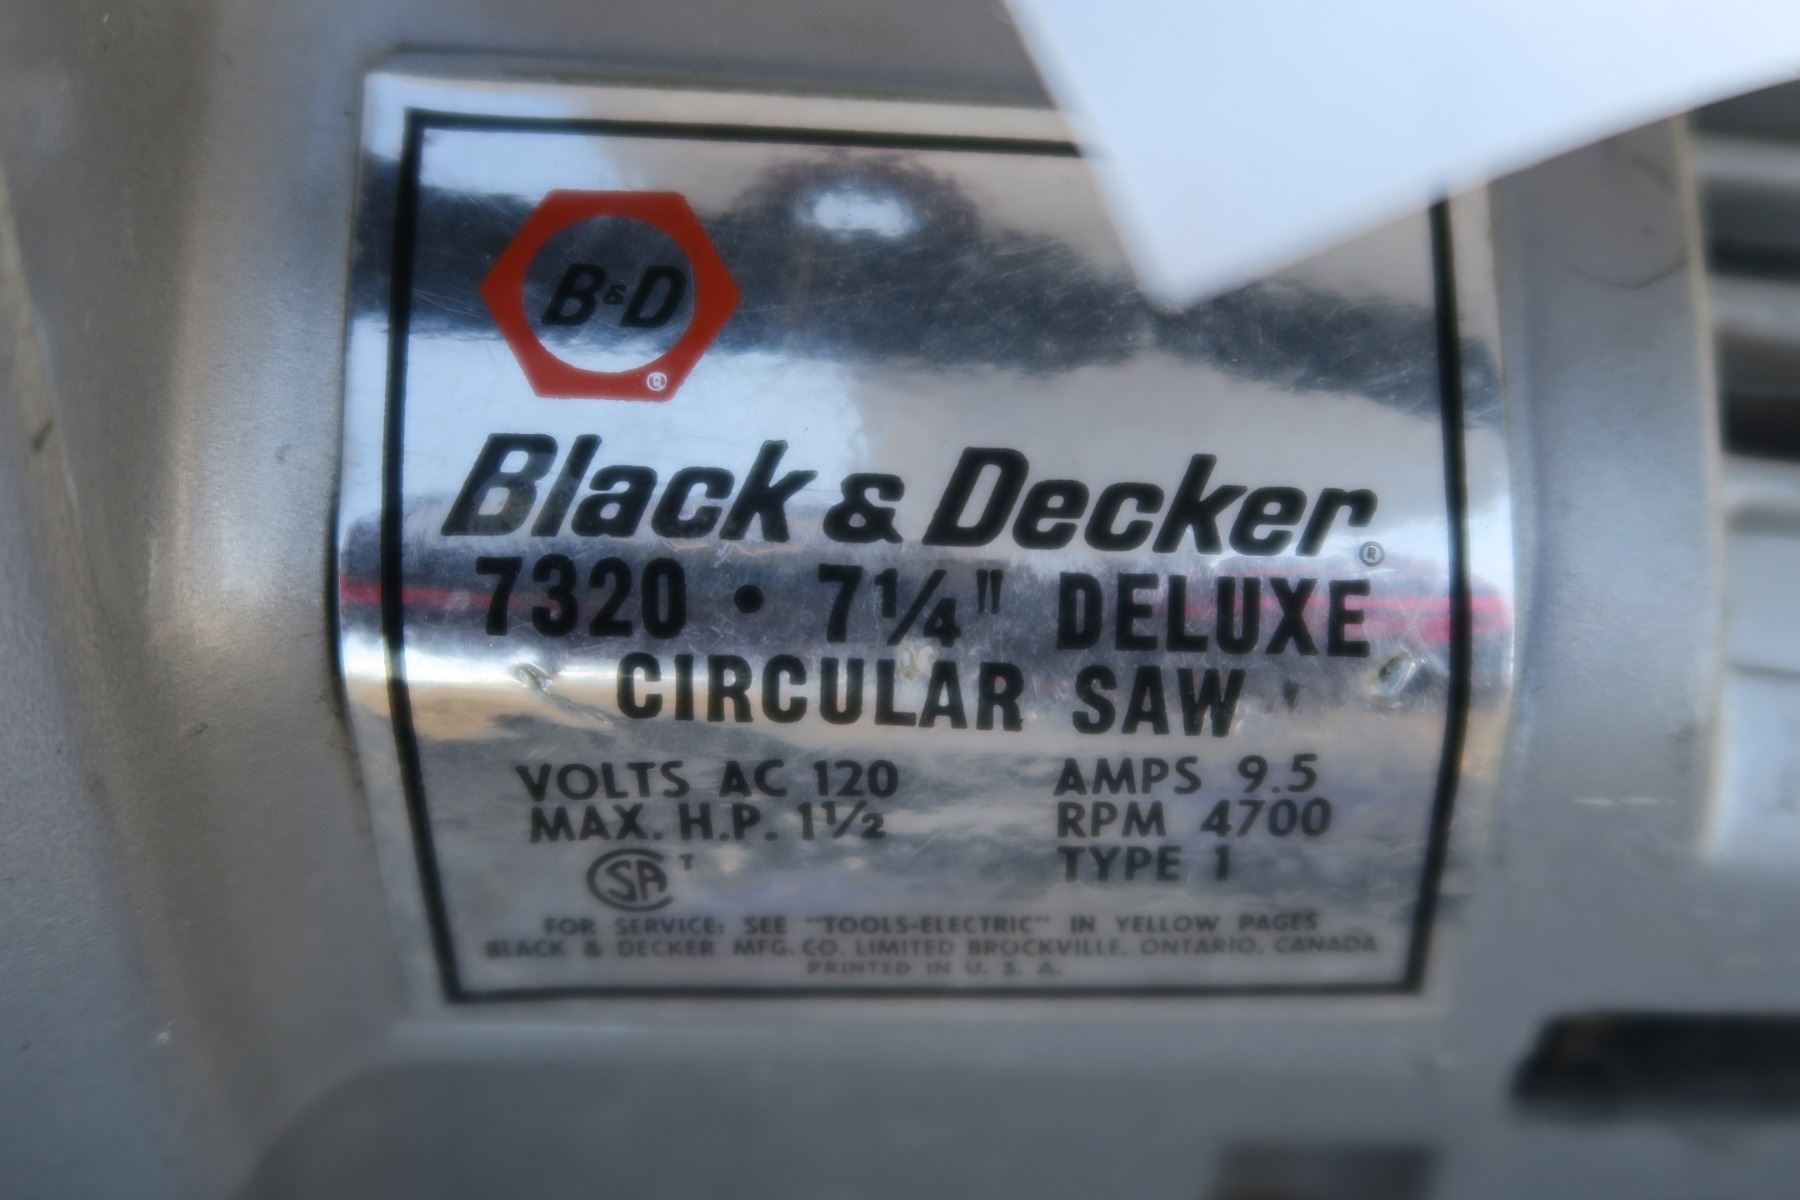 B&D
®
Black & Decker®
7320 • 7¼" DELUXE
CIRCULAR SAW
VOLTS AC 120 AMPS 9.5
MAX. H.P. 1½ RPM 4700
SA T TYPE 1
FOR SERVICE: SEE "TOOLS-ELECTRIC" IN YELLOW PAGES
BLACK & DECKER MFG. CO. LIMITED BROCKVILLE, ONTARIO, CANADA
PRINTED IN U. S. A.